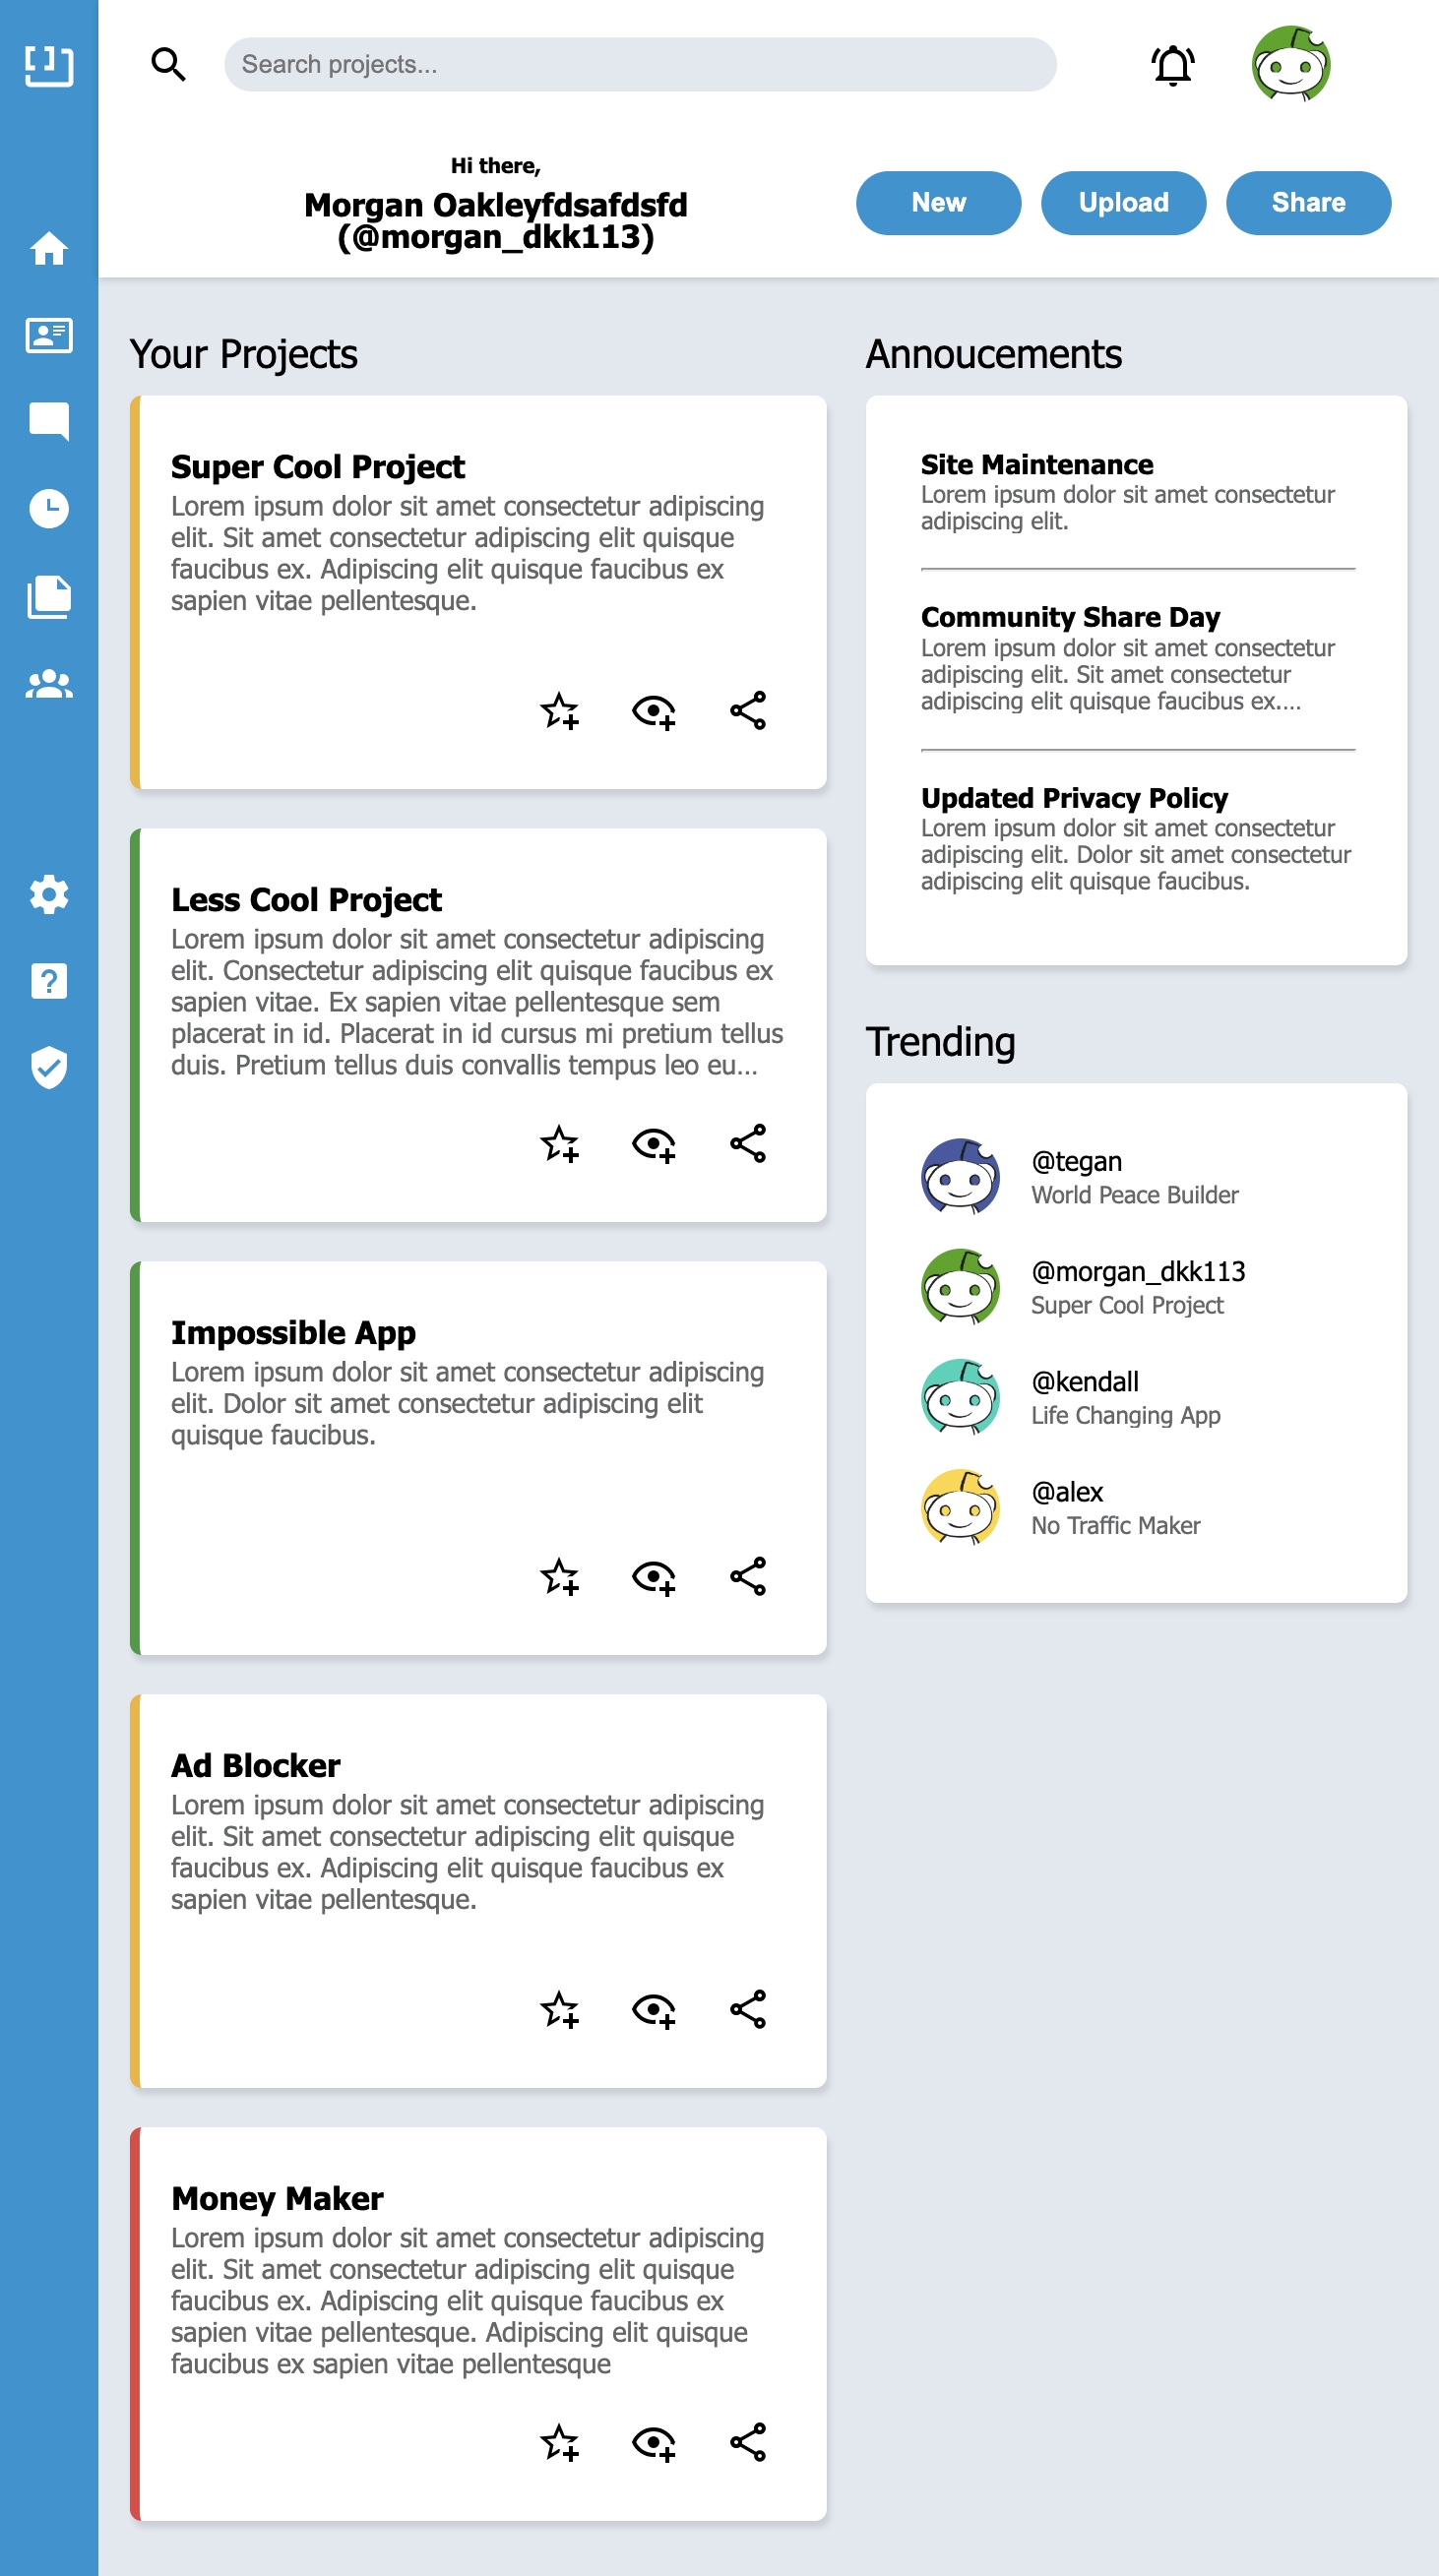 Search projects...
Hi there,
Morgan Oakleyfdsafdsfd
(@morgan_dkk113)
New
Upload
Share
Your Projects
Super Cool Project
Lorem ipsum dolor sit amet consectetur adipiscing
elit. Sit amet consectetur adipiscing elit quisque
faucibus ex. Adipiscing elit quisque faucibus ex
sapien vitae pellentesque.
Less Cool Project
Lorem ipsum dolor sit amet consectetur adipiscing
elit. Consectetur adipiscing elit quisque faucibus ex
sapien vitae. Ex sapien vitae pellentesque sem
placerat in id. Placerat in id cursus mi pretium tellus
duis. Pretium tellus duis convallis tempus leo eu...
Impossible App
Lorem ipsum dolor sit amet consectetur adipiscing
elit. Dolor sit amet consectetur adipiscing elit
quisque faucibus.
Ad Blocker
Lorem ipsum dolor sit amet consectetur adipiscing
elit. Sit amet consectetur adipiscing elit quisque
faucibus ex. Adipiscing elit quisque faucibus ex
sapien vitae pellentesque.
Money Maker
Lorem ipsum dolor sit amet consectetur adipiscing
elit. Sit amet consectetur adipiscing elit quisque
faucibus ex. Adipiscing elit quisque faucibus ex
sapien vitae pellentesque. Adipiscing elit quisque
faucibus ex sapien vitae pellentesque
Annoucements
Site Maintenance
Lorem ipsum dolor sit amet consectetur
adipiscing elit.
Community Share Day
Lorem ipsum dolor sit amet consectetur
adipiscing elit. Sit amet consectetur
adipiscing elit quisque faucibus ex....
Updated Privacy Policy
Lorem ipsum dolor sit amet consectetur
adipiscing elit. Dolor sit amet consectetur
adipiscing elit quisque faucibus.
Trending
@tegan
World Peace Builder
@morgan_dkk113
Super Cool Project
@kendall
Life Changing App
@alex
No Traffic Maker